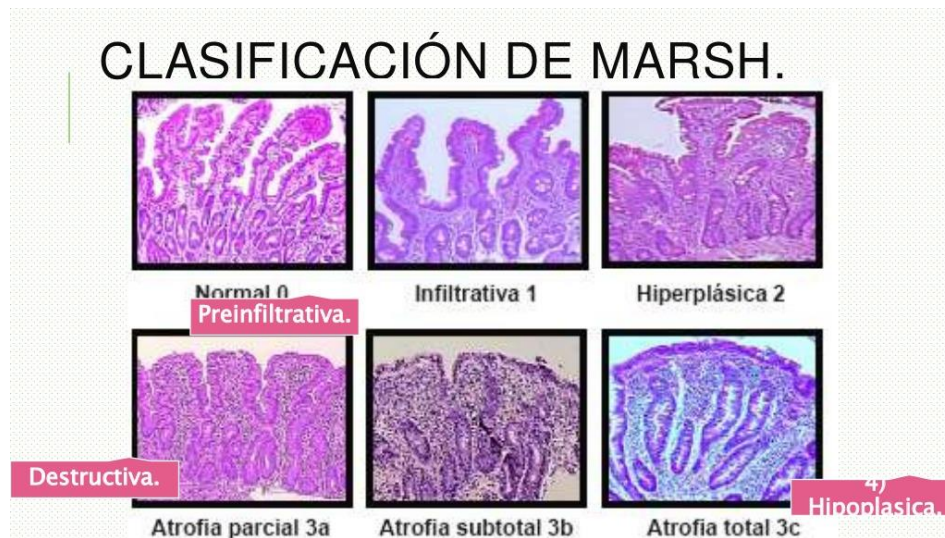 CLASIFICACIÓN DE MARSH.
Normal 0
Infiltrativa 1
Hiperplásica 2
Preinfiltrativa.
Destructiva.
4)
Hipoplasica.
Atrofia parcial 3a
Atrofia subtotal 3b
Atrofia total 3c